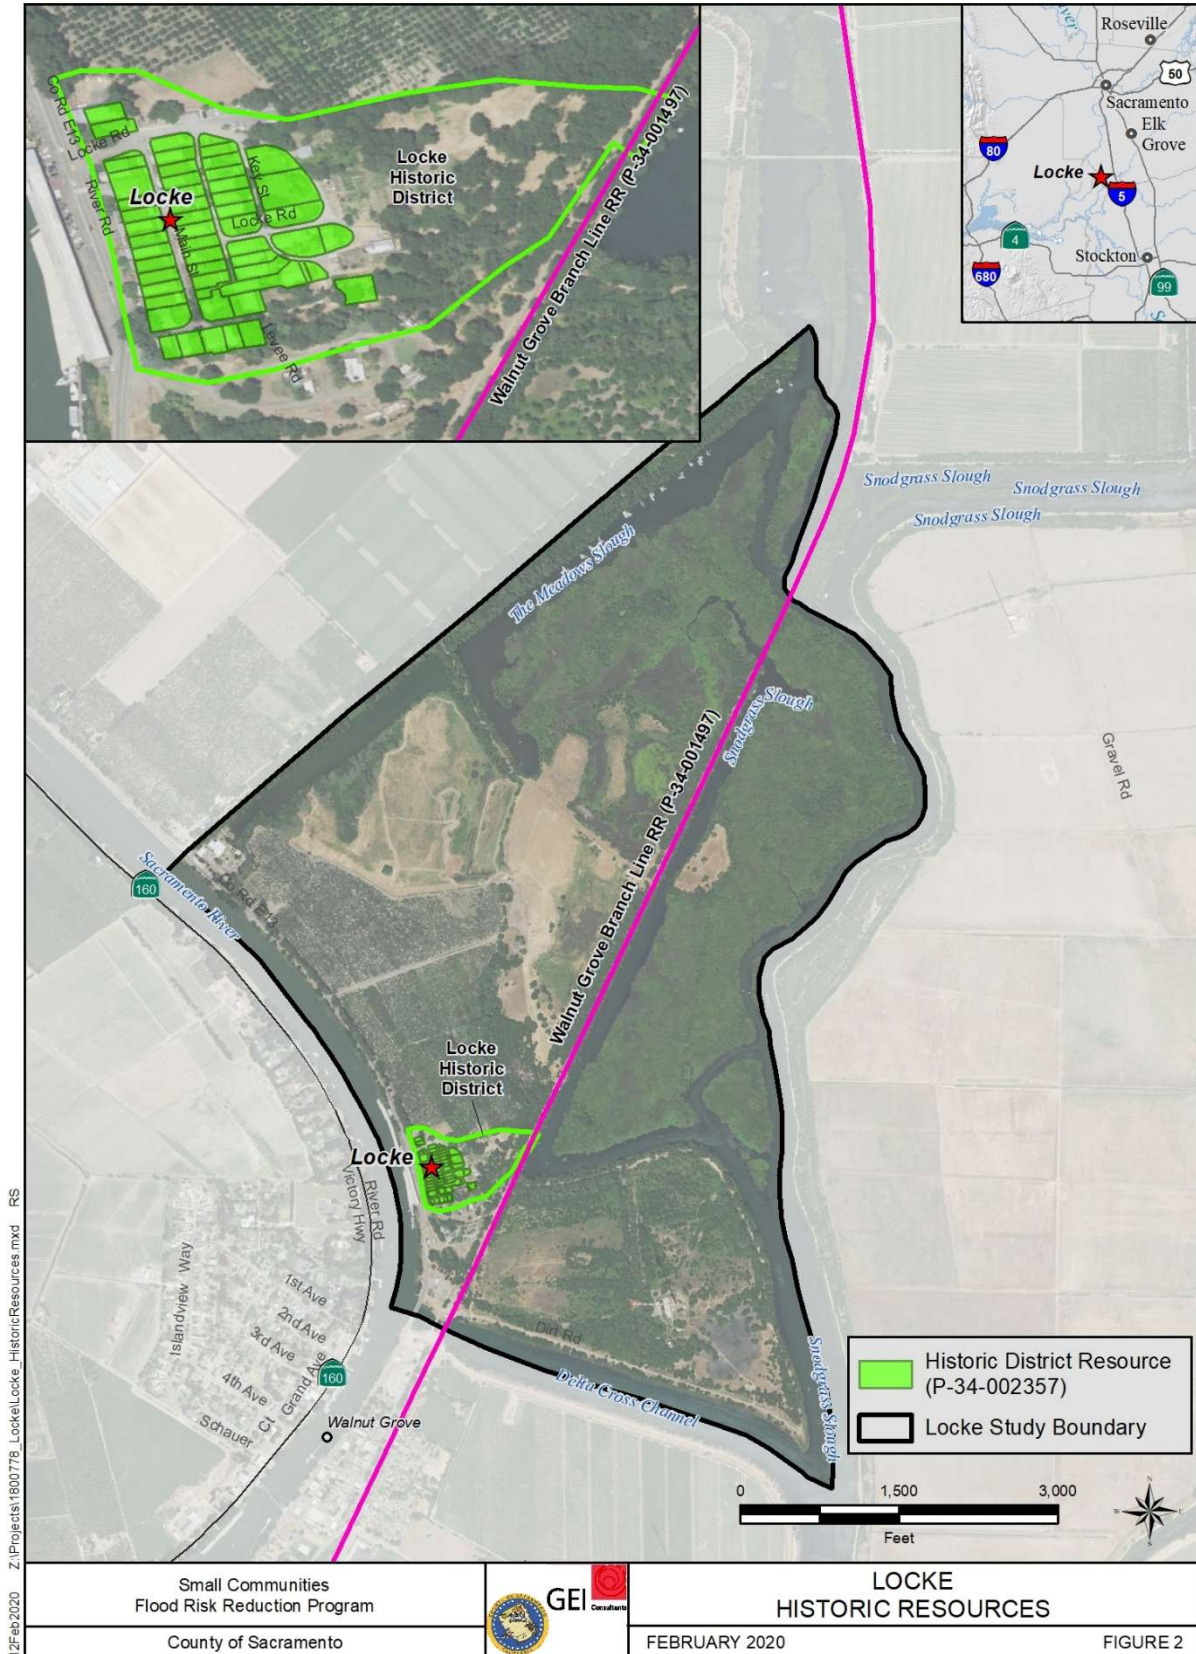 Co Rd E13
Locke Rd
River Rd
Locke
Main St
Key St
Locke Rd
Levee Rd
Locke
Historic
District
Walnut Grove Branch Line RR (P-34-001497)
Roseville
50
Sacramento
Elk
Grove
80
Locke
5
4
680
Stockton
99
Snodgrass Slough
Snodgrass Slough
Snodgrass Slough
The Meadows Slough
Snodgrass Slough
Walnut Grove Branch Line RR (P-34-001497)
Gravel Rd
160
Sacramento River
Co Rd E13
Locke
Historic
District
Locke
River Rd
Victory Hwy
Islandview Way
1st Ave
2nd Ave
3rd Ave
4th Ave
Grand Ave
Schauer Ct
160
Walnut Grove
Dirt Rd
Delta Cross Channel
Snodgrass Slough
Historic District Resource
(P-34-002357)
Locke Study Boundary
0 1,500 3,000
Feet
N
W E
S
12Feb2020 Z:\Projects\1800778_Locke\Locke_HistoricResources.mxd RS
Small Communities
Flood Risk Reduction Program
County of Sacramento
GEI Consultants
LOCKE
HISTORIC RESOURCES
FEBRUARY 2020 FIGURE 2